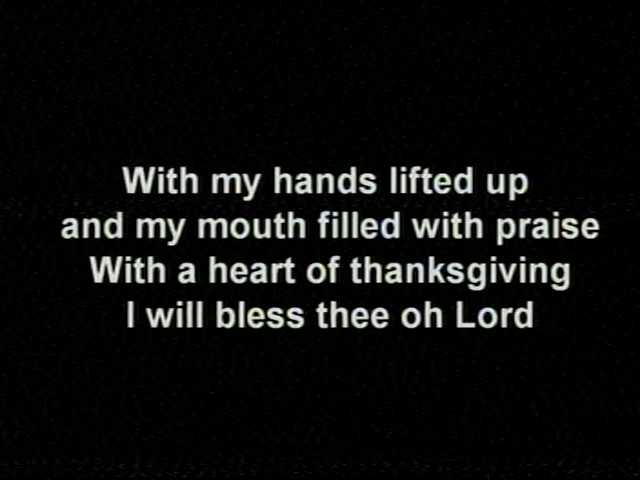 With my hands lifted up
and my mouth filled with praise
With a heart of thanksgiving
I will bless thee oh Lord